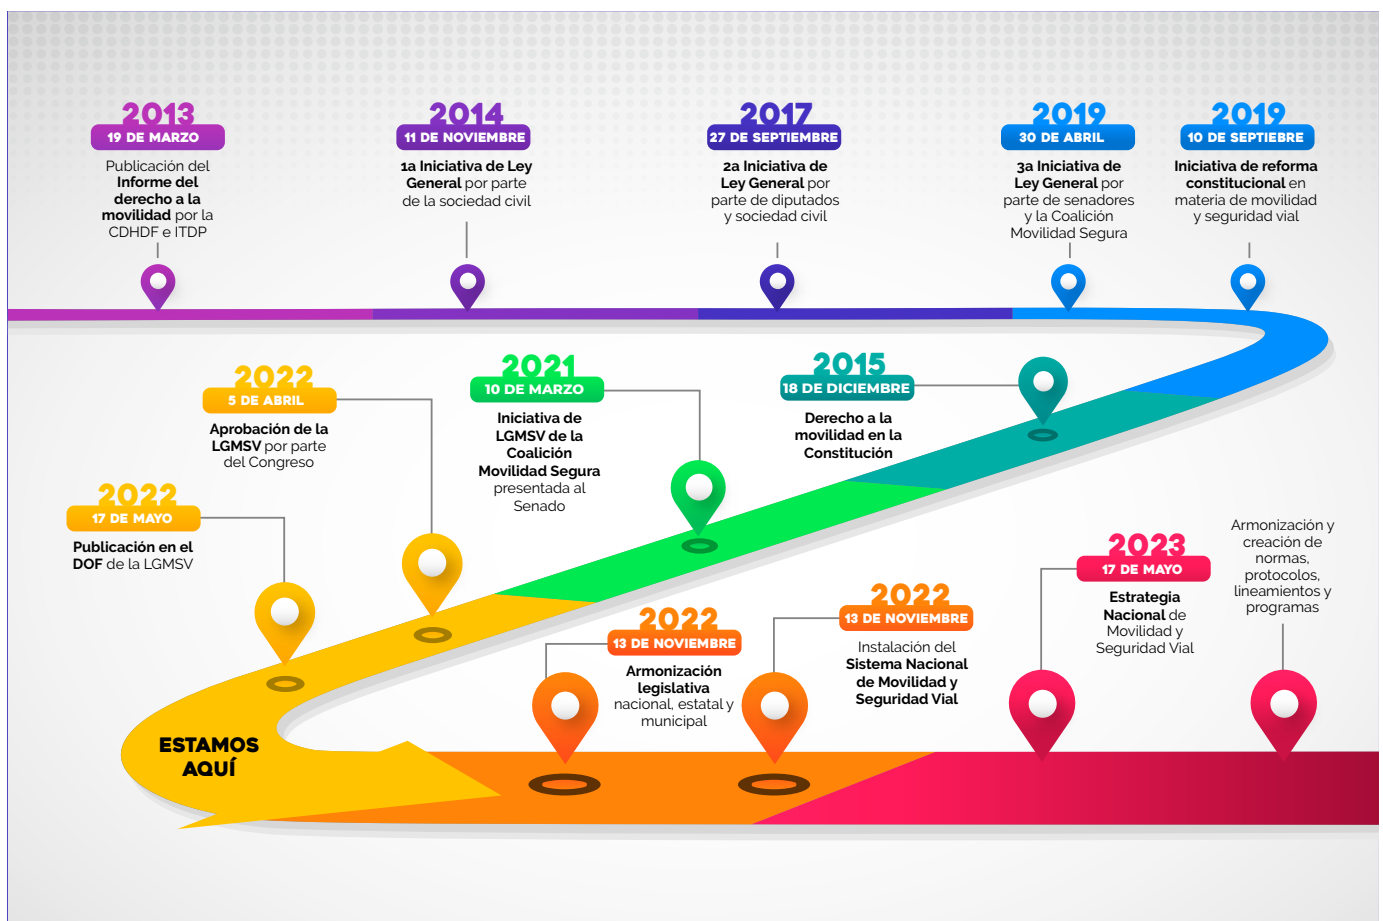 2013
19 DE MARZO
Publicación del
Informe del
derecho a la
movilidad por la
CDHDF e ITDP
2014
11 DE NOVIEMBRE
1a Iniciativa de Ley
General por parte
de la sociedad civil
2017
27 DE SEPTIEMBRE
2a Iniciativa de
Ley General por
parte de diputados
y sociedad civil
2019
30 DE ABRIL
3a Iniciativa de
Ley General por
parte de senadores
y la Coalición
Movilidad Segura
2019
10 DE SEPTIEBRE
Iniciativa de reforma
constitucional en
materia de movilidad
y seguridad vial
2015
18 DE DICIEMBRE
Derecho a la
movilidad en la
Constitución
2021
10 DE MARZO
Iniciativa de
LGMSV de la
Coalición
Movilidad Segura
presentada al
Senado
2022
5 DE ABRIL
Aprobación de la
LGMSV por parte
del Congreso
2022
17 DE MAYO
Publicación en el
DOF de la LGMSV
ESTAMOS
AQUÍ
2022
13 DE NOVIEMBRE
Armonización
legislativa
nacional, estatal y
municipal
2022
13 DE NOVIEMBRE
Instalación del
Sistema Nacional
de Movilidad y
Seguridad Vial
2023
17 DE MAYO
Estrategia
Nacional de
Movilidad y
Seguridad Vial
Armonización y
creación de
normas,
protocolos,
lineamientos y
programas